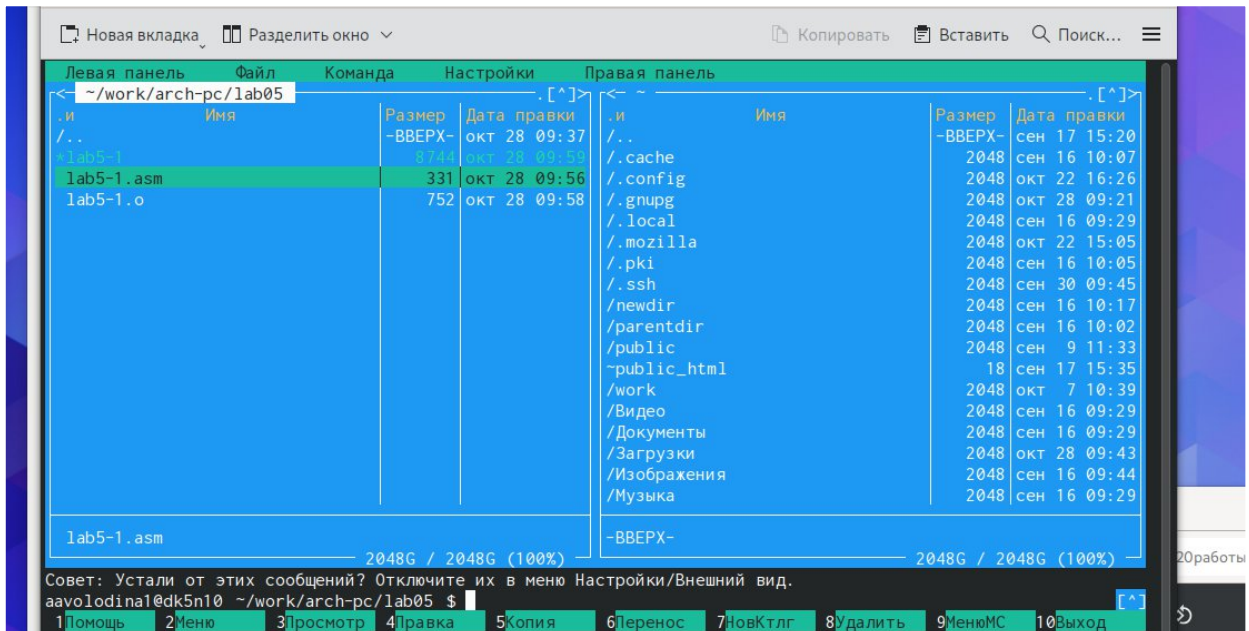 Новая вкладка Разделить окно Копировать Вставить Поиск...
Левая панель Файл Команда Настройки Правая панель
<- ~/work/arch-pc/lab05 .[^]>
.и Имя Размер Дата правки
/.. -ВВЕРХ- окт 28 09:37
*lab5-1 8744 окт 28 09:59
lab5-1.asm 331 окт 28 09:56
lab5-1.o 752 окт 28 09:58
lab5-1.asm
2048G / 2048G (100%)
<- ~ .[^]>
.и Имя Размер Дата правки
/.. -ВВЕРХ- сен 17 15:20
/.cache 2048 сен 16 10:07
/.config 2048 окт 22 16:26
/.gnupg 2048 окт 28 09:21
/.local 2048 сен 16 09:29
/.mozilla 2048 окт 22 15:05
/.pki 2048 сен 16 10:05
/.ssh 2048 сен 30 09:45
/newdir 2048 сен 16 10:17
/parentdir 2048 сен 16 10:02
/public 2048 сен 9 11:33
~public_html 18 сен 17 15:35
/work 2048 окт 7 10:39
/Видео 2048 сен 16 09:29
/Документы 2048 сен 16 09:29
/Загрузки 2048 окт 28 09:43
/Изображения 2048 сен 16 09:44
/Музыка 2048 сен 16 09:29
-ВВЕРХ-
2048G / 2048G (100%)
20работы
Совет: Устали от этих сообщений? Отключите их в меню Настройки/Внешний вид.
aavolodina1@dk5n10 ~/work/arch-pc/lab05 $ [^]
1Помощь 2Меню 3Просмотр 4Правка 5Копия 6Перенос 7НовКтлг 8Удалить 9МенюМС 10Выход